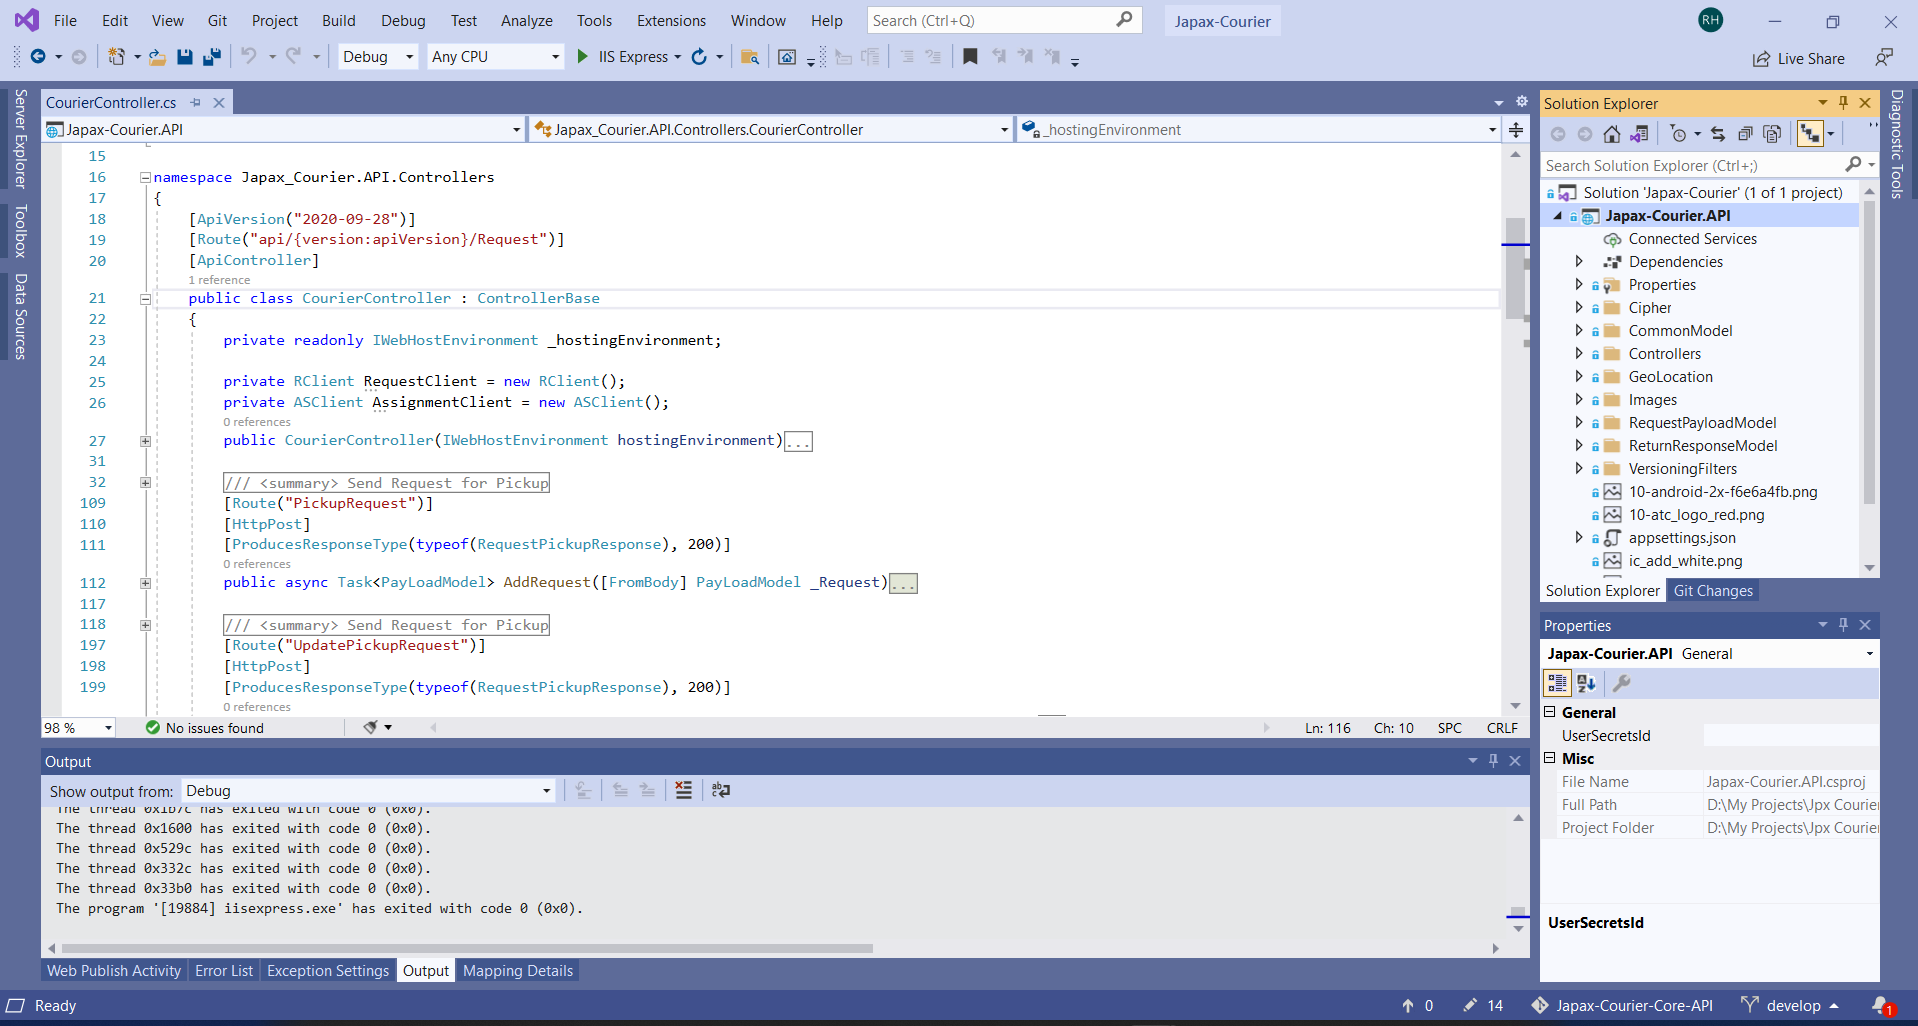 File Edit View Git Project Build Debug Test Analyze Tools Extensions Window Help Search (Ctrl+Q) Japax-Courier RH
Debug Any CPU IIS Express Live Share
Server Explorer
Toolbox
Data Sources
CourierController.cs
Japax-Courier.API Japax_Courier.API.Controllers.CourierController _hostingEnvironment
15
16 namespace Japax_Courier.API.Controllers
17 {
18 [ApiVersion("2020-09-28")]
19 [Route("api/{version:apiVersion}/Request")]
20 [ApiController]
1 reference
21 public class CourierController : ControllerBase
22 {
23 private readonly IWebHostEnvironment _hostingEnvironment;
24
25 private RClient RequestClient = new RClient();
26 private ASClient AssignmentClient = new ASClient();
0 references
27 public CourierController(IWebHostEnvironment hostingEnvironment)...
31
32 /// <summary> Send Request for Pickup
109 [Route("PickupRequest")]
110 [HttpPost]
111 [ProducesResponseType(typeof(RequestPickupResponse), 200)]
0 references
112 public async Task<PayLoadModel> AddRequest([FromBody] PayLoadModel _Request)...
117
118 /// <summary> Send Request for Pickup
197 [Route("UpdatePickupRequest")]
198 [HttpPost]
199 [ProducesResponseType(typeof(RequestPickupResponse), 200)]
0 references
98 % No issues found Ln: 116 Ch: 10 SPC CRLF
Output
Show output from: Debug
The thread 0x1b7c has exited with code 0 (0x0).
The thread 0x1600 has exited with code 0 (0x0).
The thread 0x529c has exited with code 0 (0x0).
The thread 0x332c has exited with code 0 (0x0).
The thread 0x33b0 has exited with code 0 (0x0).
The program '[19884] iisexpress.exe' has exited with code 0 (0x0).
Web Publish Activity Error List Exception Settings Output Mapping Details
Solution Explorer
Search Solution Explorer (Ctrl+;)
Solution 'Japax-Courier' (1 of 1 project)
Japax-Courier.API
Connected Services
Dependencies
Properties
Cipher
CommonModel
Controllers
GeoLocation
Images
RequestPayloadModel
ReturnResponseModel
VersioningFilters
10-android-2x-f6e6a4fb.png
10-atc_logo_red.png
appsettings.json
ic_add_white.png
Solution Explorer Git Changes
Properties
Japax-Courier.API General
General
UserSecretsId
Misc
File Name Japax-Courier.API.csproj
Full Path D:\My Projects\Jpx Courier
Project Folder D:\My Projects\Jpx Courier
UserSecretsId
Diagnostic Tools
Ready 0 14 Japax-Courier-Core-API develop 1